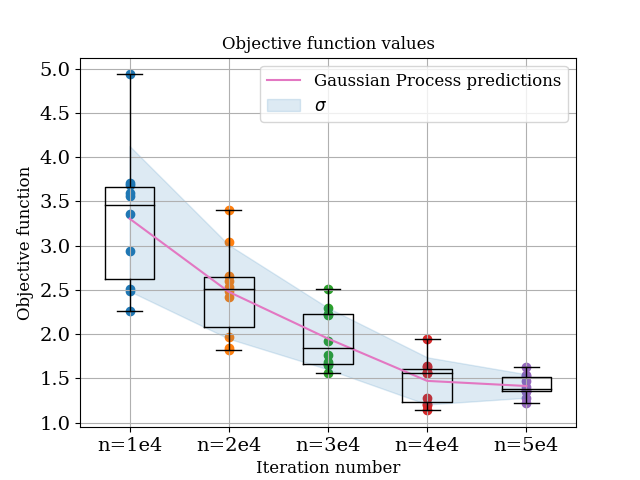 Objective function values
Gaussian Process predictions
σ
Objective function
5.0
4.5
4.0
3.5
3.0
2.5
2.0
1.5
1.0
n=1e4 n=2e4 n=3e4 n=4e4 n=5e4
Iteration number